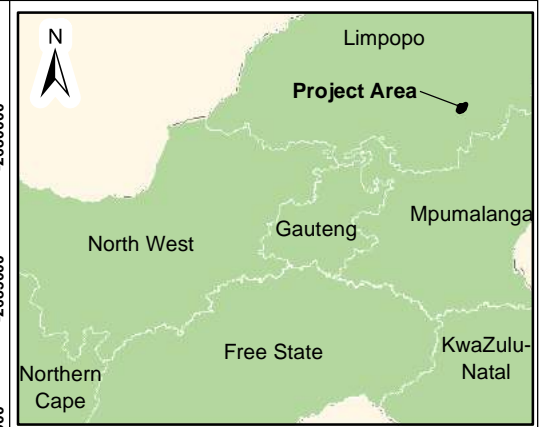 N
Limpopo
Project Area
Mpumalanga
Gauteng
North West
Free State
KwaZulu-
Natal
Northern
Cape